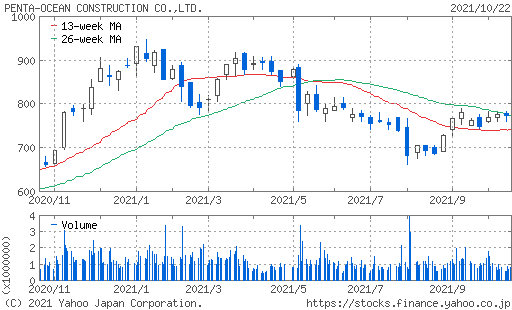 PENTA-OCEAN CONSTRUCTION CO.,LTD. 2021/10/22
1000
13-week MA
26-week MA
900
800
700
600
2020/11 2021/1 2021/3 2021/5 2021/7 2021/9
4
Volume
3
2
1
0
(x1000000)
2020/11 2021/1 2021/3 2021/5 2021/7 2021/9
(C) 2021 Yahoo Japan Corporation. https://stocks.finance.yahoo.co.jp/